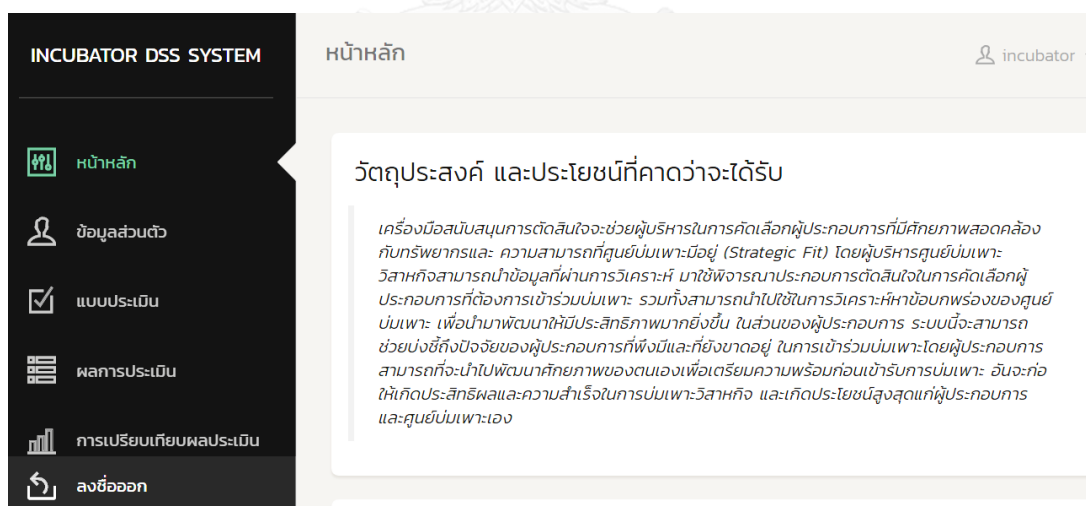 INCUBATOR DSS SYSTEM
หน้าหลัก
incubator
หน้าหลัก
ข้อมูลส่วนตัว
แบบประเมิน
ผลการประเมิน
การเปรียบเทียบผลประเมิน
ลงชื่อออก
วัตถุประสงค์ และประโยชน์ที่คาดว่าจะได้รับ
เครื่องมือสนับสนุนการตัดสินใจจะช่วยผู้บริหารในการคัดเลือกผู้ประกอบการที่มีศักยภาพสอดคล้อง
กับทรัพยากรและ ความสามารถที่ศูนย์บ่มเพาะมีอยู่ (Strategic Fit) โดยผู้บริหารศูนย์บ่มเพาะ
วิสาหกิจสามารถนำข้อมูลที่ผ่านการวิเคราะห์ มาใช้พิจารณาประกอบการตัดสินใจในการคัดเลือกผู้
ประกอบการที่ต้องการเข้าร่วมบ่มเพาะ รวมทั้งสามารถนำไปใช้ในการวิเคราะห์หาข้อบกพร่องของศูนย์
บ่มเพาะ เพื่อนำมาพัฒนาให้มีประสิทธิภาพมากยิ่งขึ้น ในส่วนของผู้ประกอบการ ระบบนี้จะสามารถ
ช่วยบ่งชี้ถึงปัจจัยของผู้ประกอบการที่พึงมีและที่ยังขาดอยู่ ในการเข้าร่วมบ่มเพาะโดยผู้ประกอบการ
สามารถที่จะนำไปพัฒนาศักยภาพของตนเองเพื่อเตรียมความพร้อมก่อนเข้ารับการบ่มเพาะ อันจะก่อ
ให้เกิดประสิทธิผลและความสำเร็จในการบ่มเพาะวิสาหกิจ และเกิดประโยชน์สูงสุดแก่ผู้ประกอบการ
และศูนย์บ่มเพาะเอง